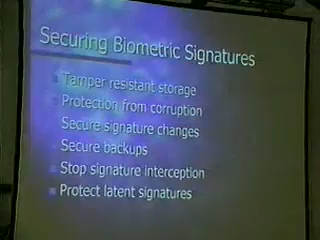 Securing Biometric Signatures
Tamper resistant storage
Protection from corruption
Secure signature changes
Secure backups
Stop signature interception
Protect latent signatures